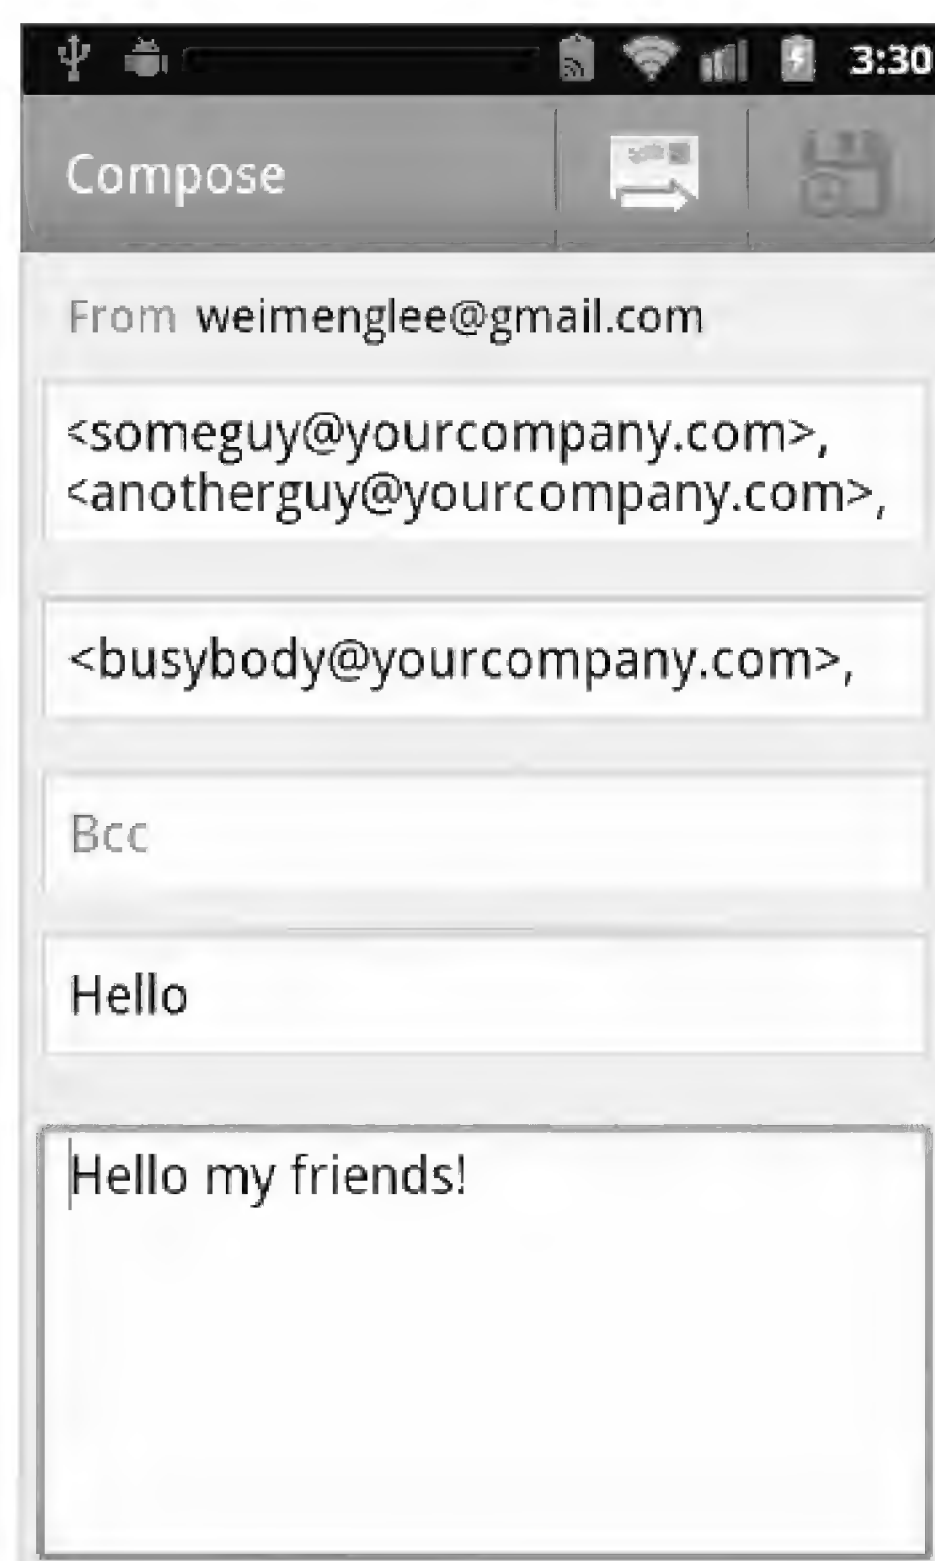 3:30
Compose
From weimenglee@gmail.com
<someguy@yourcompany.com>,
<anotherguy@yourcompany.com>,
<busybody@yourcompany.com>,
Bcc
Hello
Hello my friends!